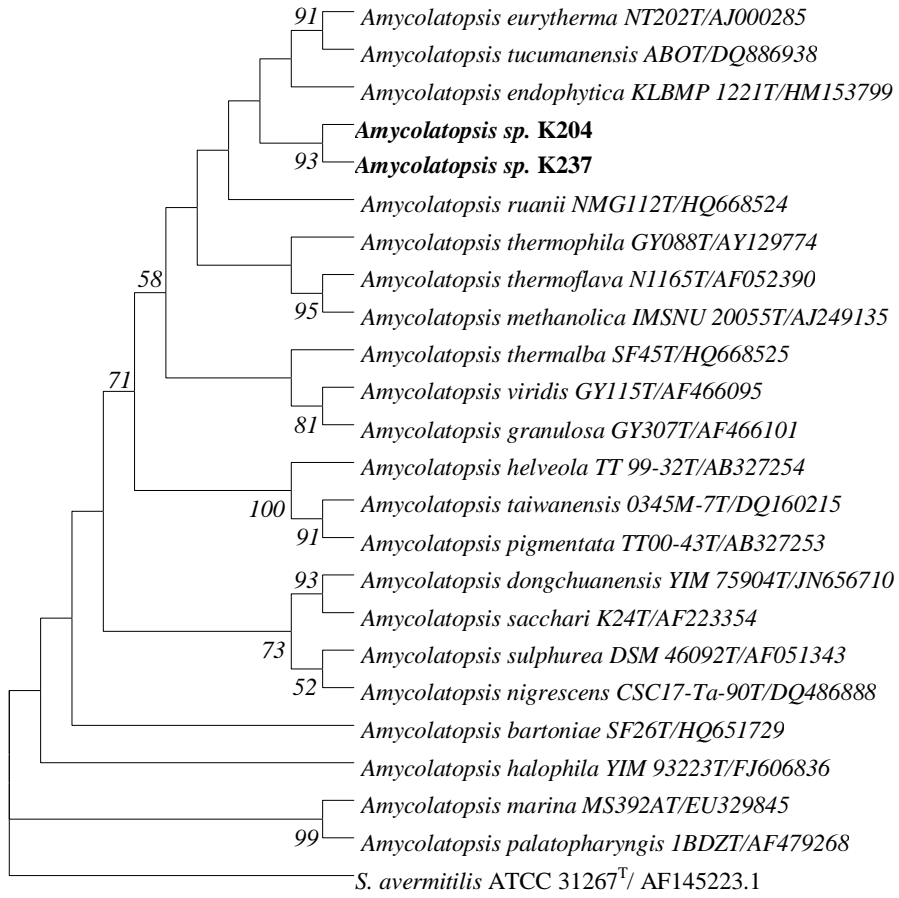 91
Amycolatopsis eurytherma NT202T/AJ000285
Amycolatopsis tucumanensis ABOT/DQ886938
Amycolatopsis endophytica KLBMP 1221T/HM153799
Amycolatopsis sp. K204
93
Amycolatopsis sp. K237
Amycolatopsis ruanii NMG112T/HQ668524
Amycolatopsis thermophila GY088T/AY129774
58
Amycolatopsis thermoflava N1165T/AF052390
95
Amycolatopsis methanolica IMSNU 20055T/AJ249135
Amycolatopsis thermalba SF45T/HQ668525
71
Amycolatopsis viridis GY115T/AF466095
81
Amycolatopsis granulosa GY307T/AF466101
Amycolatopsis helveola TT 99-32T/AB327254
100
Amycolatopsis taiwanensis 0345M-7T/DQ160215
91
Amycolatopsis pigmentata TT00-43T/AB327253
93
Amycolatopsis dongchuanensis YIM 75904T/JN656710
Amycolatopsis sacchari K24T/AF223354
73
Amycolatopsis sulphurea DSM 46092T/AF051343
52
Amycolatopsis nigrescens CSC17-Ta-90T/DQ486888
Amycolatopsis bartoniae SF26T/HQ651729
Amycolatopsis halophila YIM 93223T/FJ606836
Amycolatopsis marina MS392AT/EU329845
99
Amycolatopsis palatopharyngis 1BDZT/AF479268
S. avermitilis ATCC 31267ᵀ/ AF145223.1